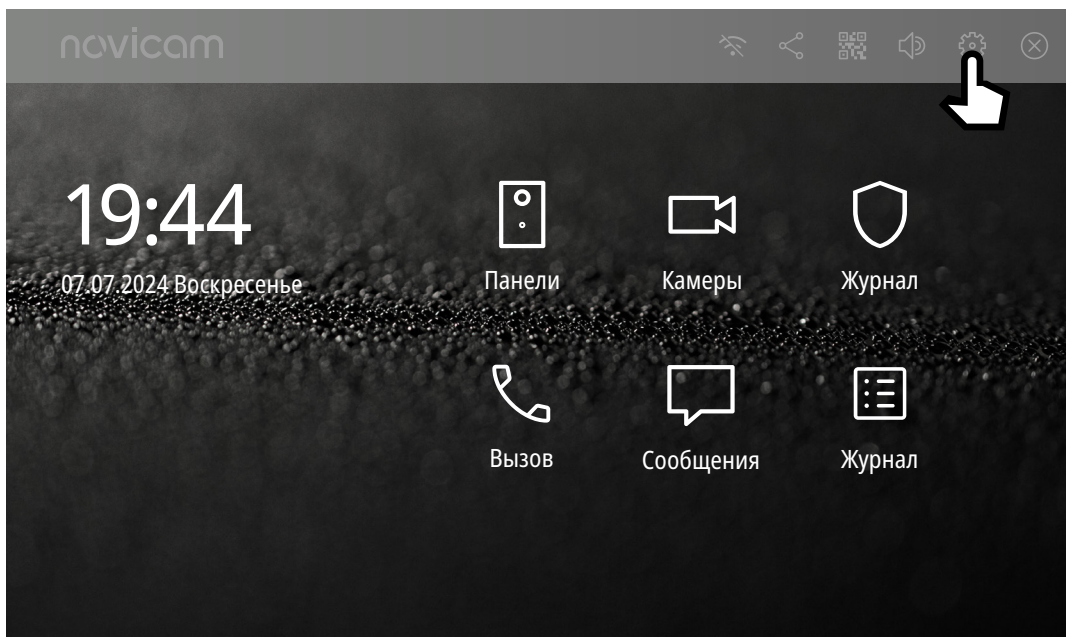 novicam
19:44
07.07.2024 Воскресенье
Панели
Камеры
Журнал
Вызов
Сообщения
Журнал